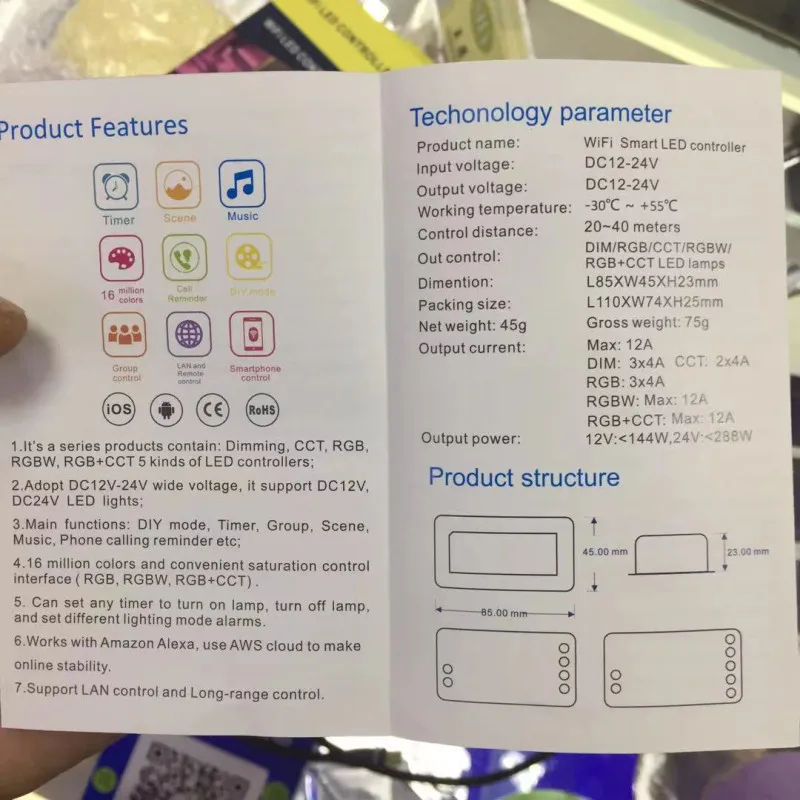 WIFI LED CONTROLLER
WIFI LED CONTROL
Product Features
Timer
Scene
Music
16 million
colors
Call
Reminder
DIY mode
Group
control
LAN and
Remote
control
Smartphone
control
iOS
CE
RoHS
1.It's a series products contain: Dimming, CCT, RGB,
RGBW, RGB+CCT 5 kinds of LED controllers;
2.Adopt DC12V-24V wide voltage, it support DC12V,
DC24V LED lights;
3.Main functions: DIY mode, Timer, Group, Scene,
Music, Phone calling reminder etc;
4.16 million colors and convenient saturation control
interface ( RGB, RGBW, RGB+CCT) .
5. Can set any timer to turn on lamp, turn off lamp,
and set different lighting mode alarms.
6.Works with Amazon Alexa, use AWS cloud to make
online stability.
7.Support LAN control and Long-range control.
Techonology parameter
Product name: WiFi Smart LED controller
Input voltage: DC12-24V
Output voltage: DC12-24V
Working temperature: -30℃ ~ +55℃
Control distance: 20~40 meters
Out control: DIM/RGB/CCT/RGBW/
RGB+CCT LED lamps
Dimention: L85XW45XH23mm
Packing size: L110XW74XH25mm
Net weight: 45g Gross weight: 75g
Output current: Max: 12A
DIM: 3x4A CCT: 2x4A
RGB: 3x4A
RGBW: Max: 12A
RGB+CCT: Max: 12A
Output power: 12V:<144W,24V:<288W
Product structure
45.00 mm
23.00 mm
85.00 mm